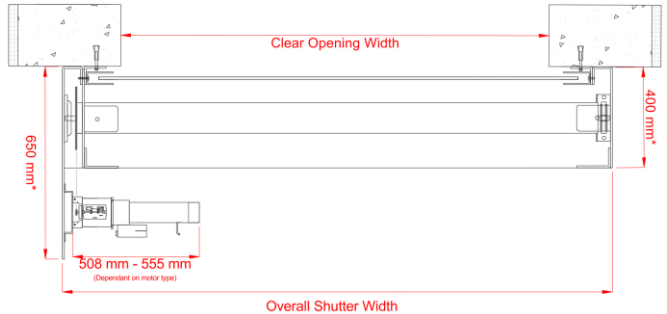 Clear Opening Width
400 mm*
650 mm*
508 mm - 555 mm
(Dependant on motor type)
Overall Shutter Width